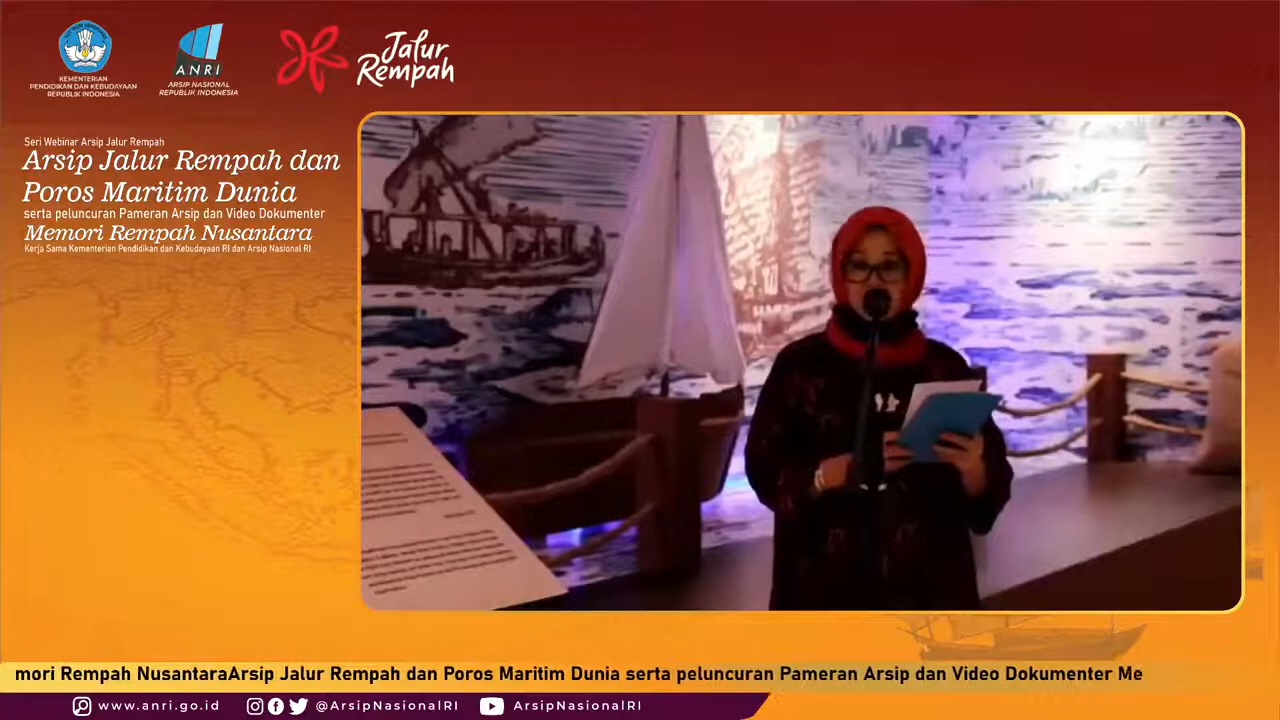 KEMENTERIAN
PENDIDIKAN DAN KEBUDAYAAN
REPUBLIK INDONESIA
ANRI
ARSIP NASIONAL
REPUBLIK INDONESIA
Jalur
Rempah
Seri Webinar Arsip Jalur Rempah
Arsip Jalur Rempah dan
Poros Maritim Dunia
serta peluncuran Pameran Arsip dan Video Dokumenter
Memori Rempah Nusantara
Kerja Sama Kementerian Pendidikan dan Kebudayaan RI dan Arsip Nasional RI
mori Rempah NusantaraArsip Jalur Rempah dan Poros Maritim Dunia serta peluncuran Pameran Arsip dan Video Dokumenter Me
www.anri.go.id @ArsipNasionalRI ArsipNasionalRI